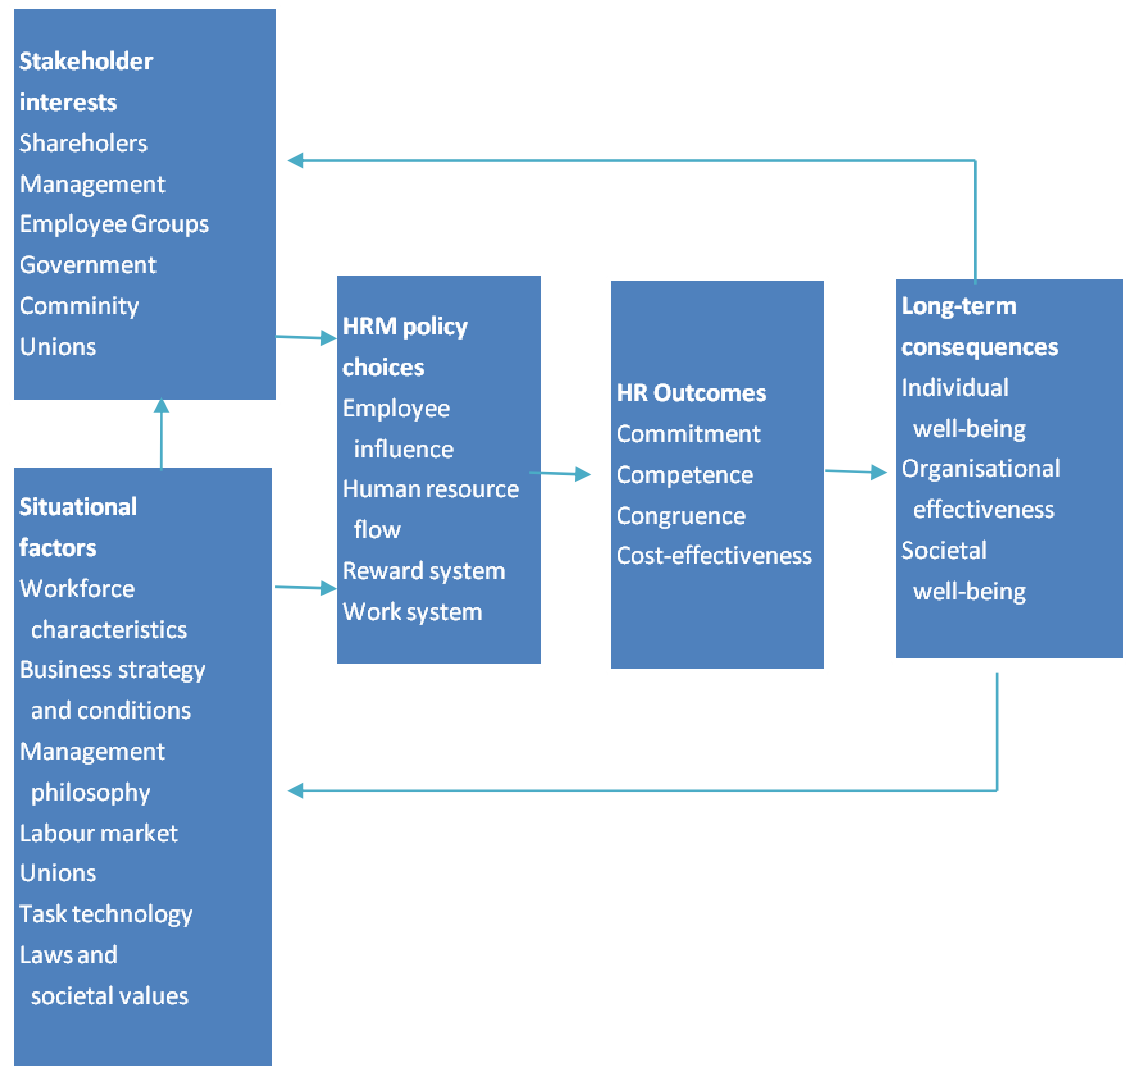 Stakeholder
interests
Shareholers
Management
Employee Groups
Government
Comminity
Unions
Situational
factors
Workforce
characteristics
Business strategy
and conditions
Management
philosophy
Labour market
Unions
Task technology
Laws and
societal values
HRM policy
choices
Employee
influence
Human resource
flow
Reward system
Work system
HR Outcomes
Commitment
Competence
Congruence
Cost-effectiveness
Long-term
consequences
Individual
well-being
Organisational
effectiveness
Societal
well-being